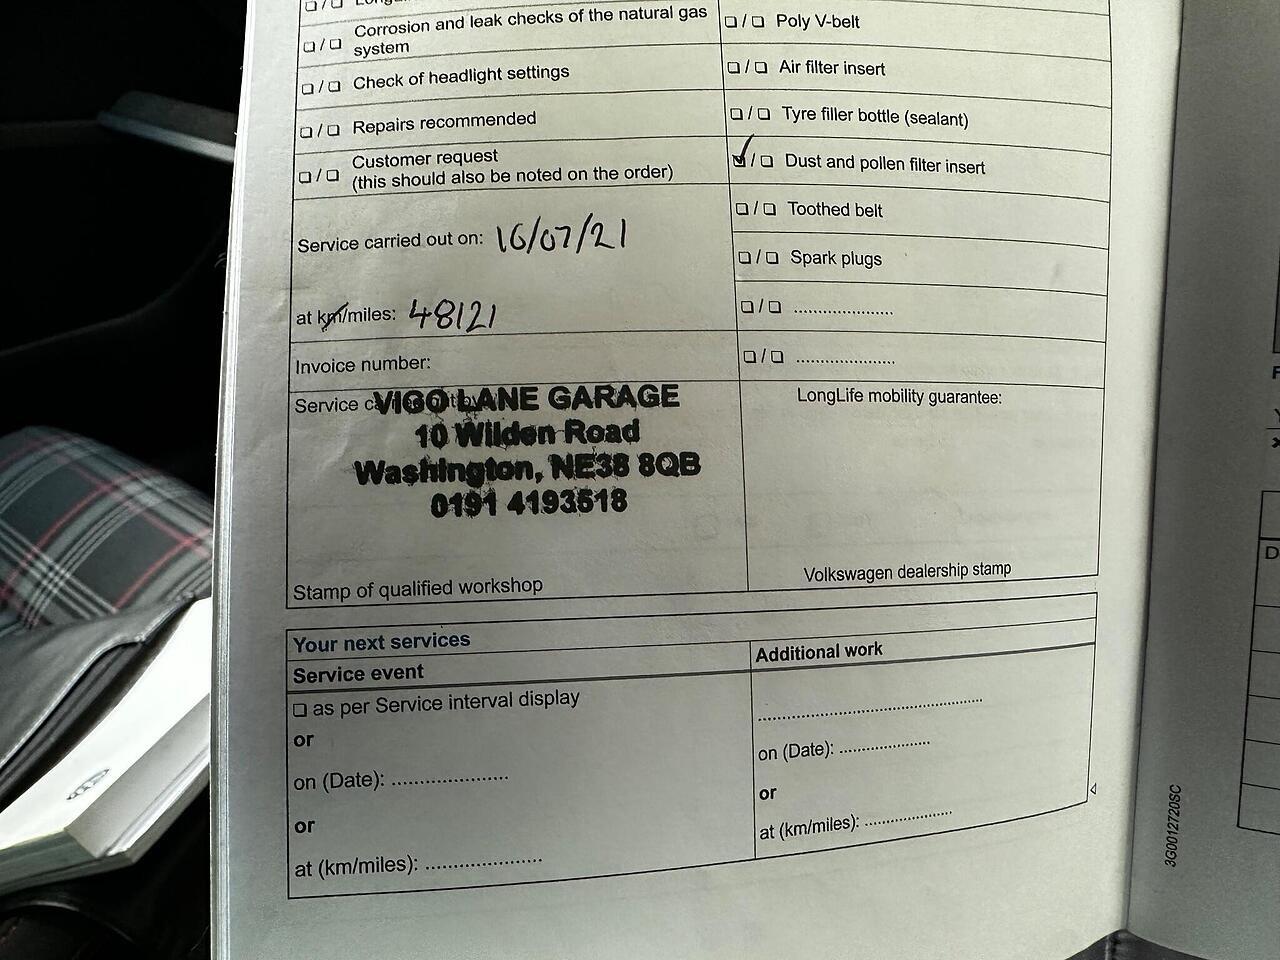 ❏ / ❏ Corrosion and leak checks of the natural gas
system
❏ / ❏ Check of headlight settings
❏ / ❏ Repairs recommended
❏ / ❏ Customer request
(this should also be noted on the order)
Service carried out on: 16/07/21
at km/miles: 48121
Invoice number:
Service
VIGO LANE GARAGE
10 Wilden Road
Washington, NE38 8QB
0191 4193518
Stamp of qualified workshop
❏ / ❏ Poly V-belt
❏ / ❏ Air filter insert
❏ / ❏ Tyre filler bottle (sealant)
☑ / ❏ Dust and pollen filter insert
❏ / ❏ Toothed belt
❏ / ❏ Spark plugs
❏ / ❏ ......................
❏ / ❏ ......................
LongLife mobility guarantee:
Volkswagen dealership stamp
Your next services
Service event
❏ as per Service interval display
or
on (Date): ......................
or
at (km/miles): ......................
Additional work
..........................................
on (Date): .................
or
at (km/miles): .................
3G0012720SC